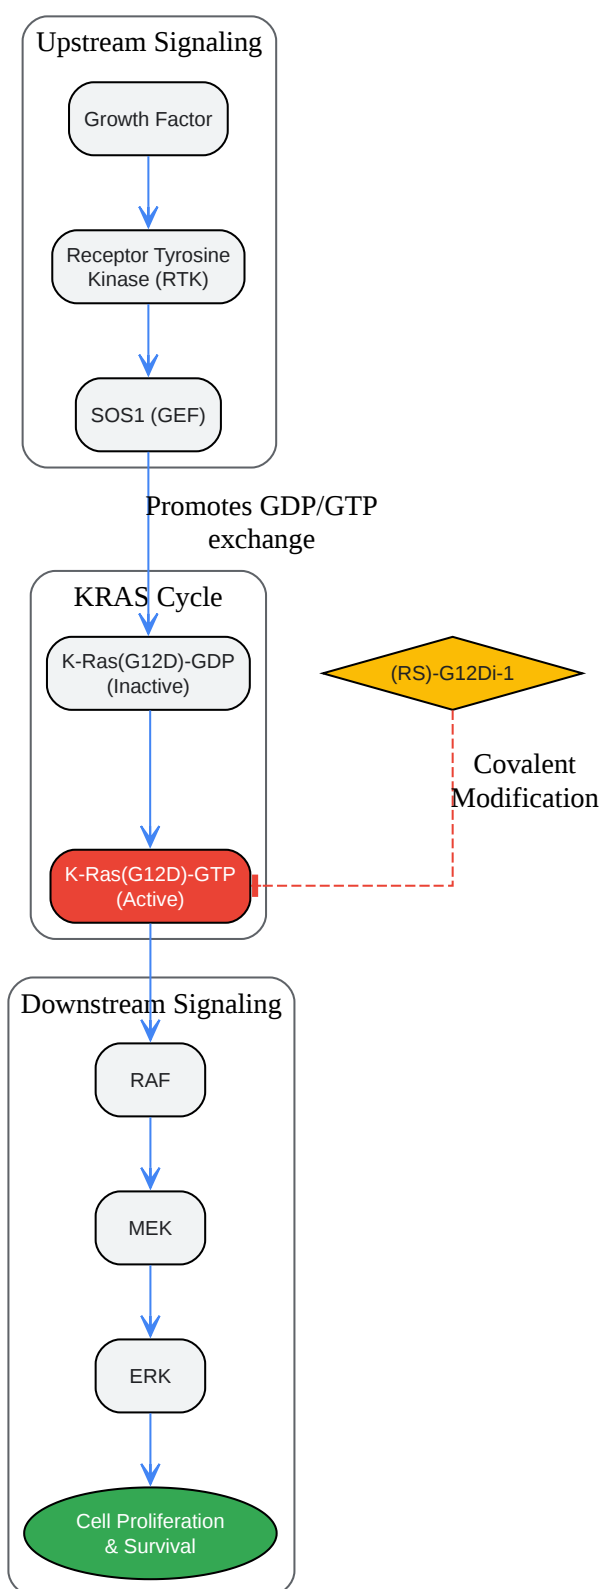 Upstream Signaling
Growth Factor
Receptor Tyrosine
Kinase (RTK)
SOS1 (GEF)
Promotes GDP/GTP
exchange
KRAS Cycle
K-Ras(G12D)-GDP
(Inactive)
(RS)-G12Di-1
Covalent
Modification
K-Ras(G12D)-GTP
(Active)
Downstream Signaling
RAF
MEK
ERK
Cell Proliferation
& Survival